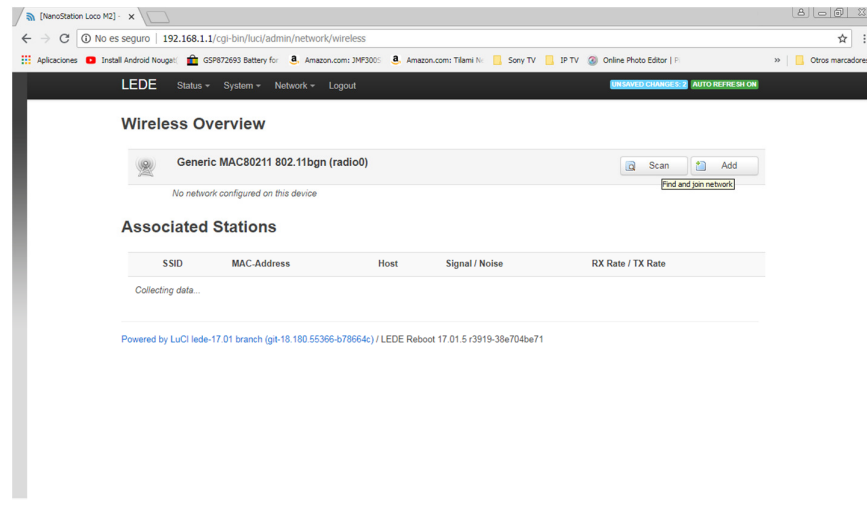 [NanoStation Loco M2] -
No es seguro | 192.168.1.1/cgi-bin/luci/admin/network/wireless
Aplicaciones Install Android Nougat GSP872693 Battery for Amazon.com: JMF300 Amazon.com: Tilami N Sony TV IP TV Online Photo Editor | P » Otros marcadores
LEDE Status System Network Logout UNSAVED CHANGES: 2 AUTO REFRESH ON
Wireless Overview
Generic MAC80211 802.11bgn (radio0) Scan Add
Find and join network
No network configured on this device
Associated Stations
SSID MAC-Address Host Signal / Noise RX Rate / TX Rate
Collecting data...
Powered by LuCI lede-17.01 branch (git-18.180.55366-b78664c) / LEDE Reboot 17.01.5 r3919-38e704be71